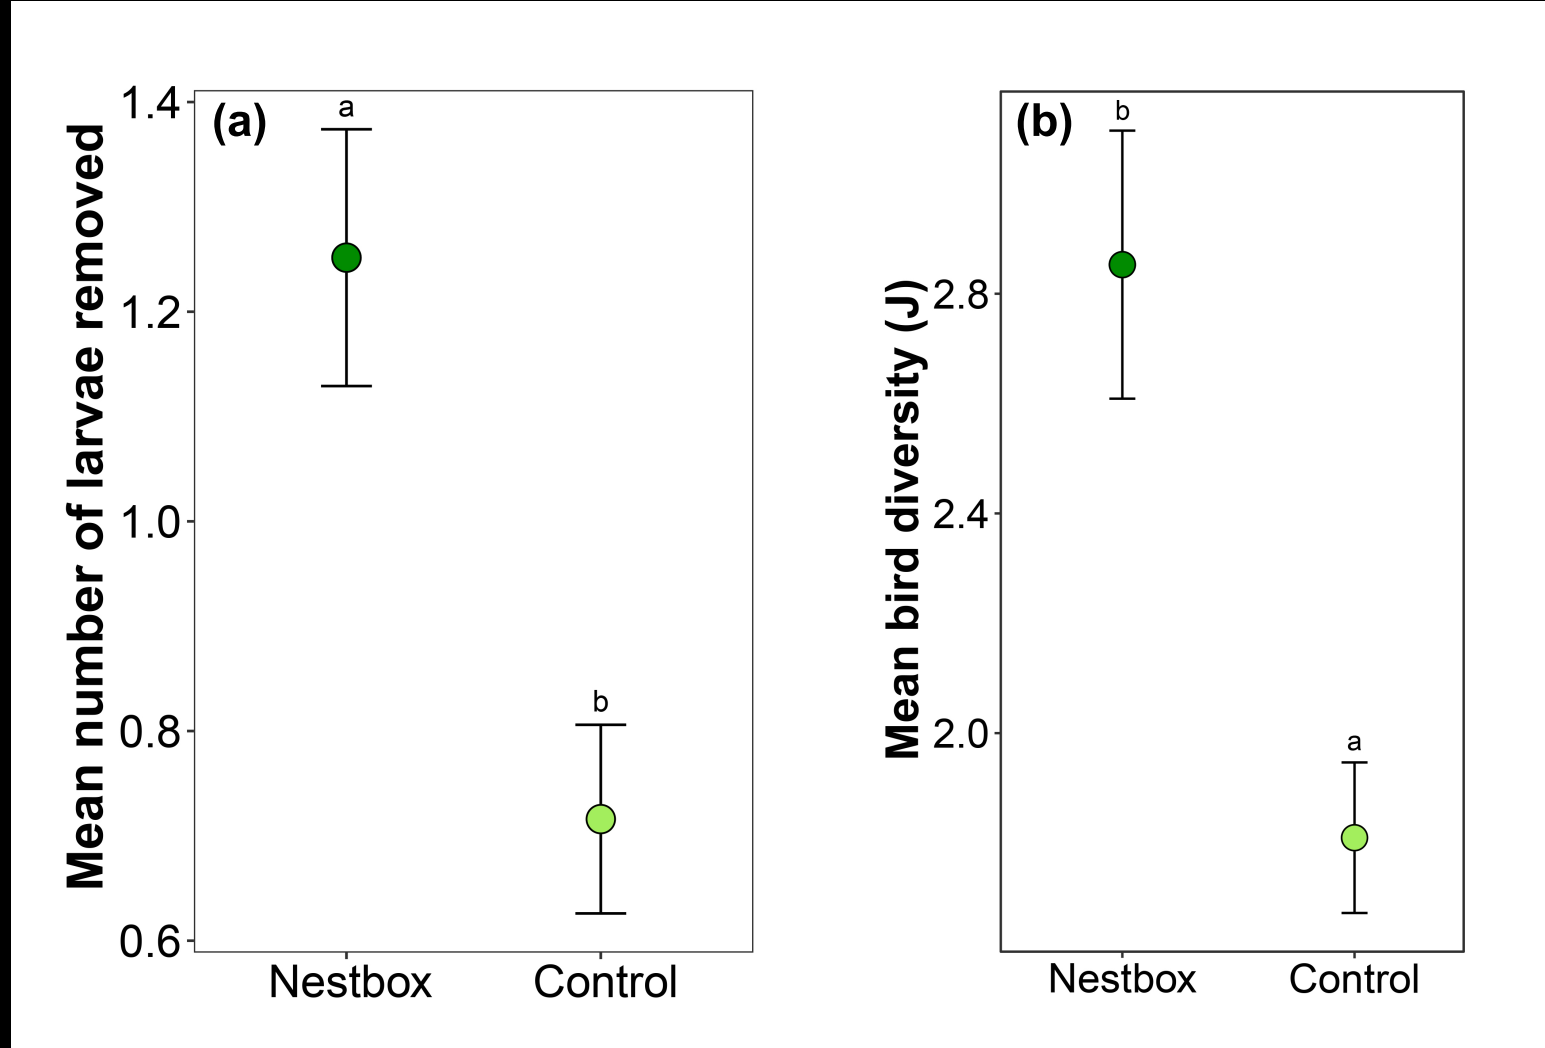 (a)
a
b
Mean number of larvae removed
1.4
1.2
1.0
0.8
0.6
Nestbox
Control
(b)
b
a
Mean bird diversity (J)
2.8
2.4
2.0
Nestbox
Control